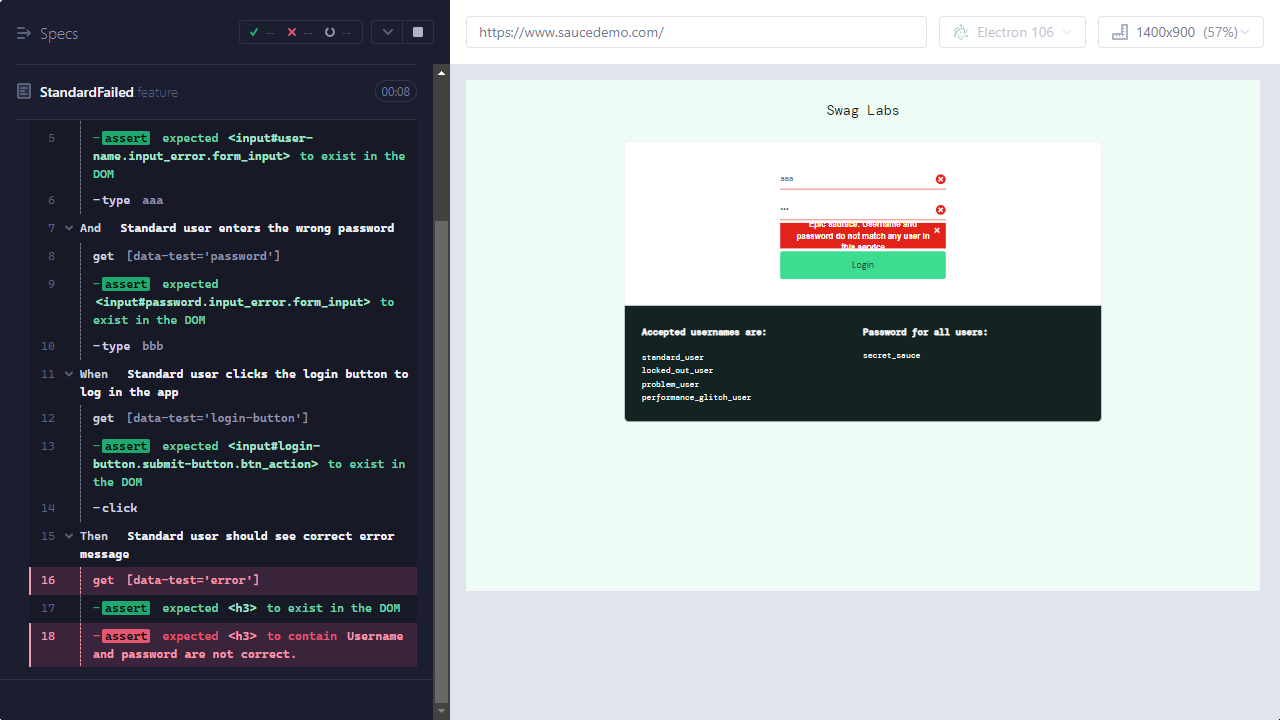 Specs
-- -- --
StandardFailed.feature 00:08
5 -assert expected <input#user-
name.input_error.form_input> to exist in the
DOM
6 -type aaa
7 And Standard user enters the wrong password
8 get [data-test='password']
9 -assert expected
<input#password.input_error.form_input> to
exist in the DOM
10 -type bbb
11 When Standard user clicks the login button to
log in the app
12 get [data-test='login-button']
13 -assert expected <input#login-
button.submit-button.btn_action> to exist in
the DOM
14 -click
15 Then Standard user should see correct error
message
16 get [data-test='error']
17 -assert expected <h3> to exist in the DOM
18 -assert expected <h3> to contain Username
and password are not correct.
https://www.saucedemo.com/
Electron 106
1400x900 (57%)
Swag Labs
aaa
•••
Epic sadface: Username and
password do not match any user in
this service
Login
Accepted usernames are:
standard_user
locked_out_user
problem_user
performance_glitch_user
Password for all users:
secret_sauce